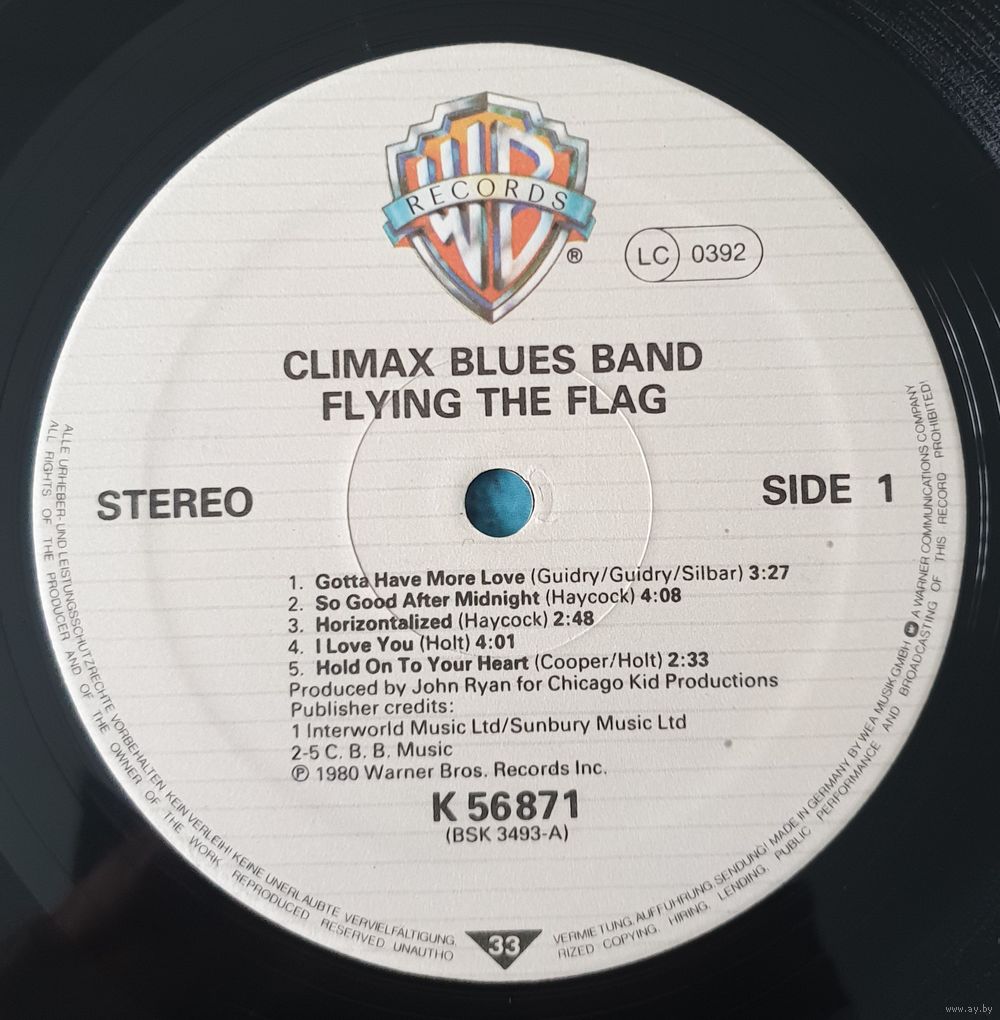 WB
RECORDS
®
LC 0392
CLIMAX BLUES BAND
FLYING THE FLAG
STEREO
SIDE 1
1. Gotta Have More Love (Guidry/Guidry/Silbar) 3:27
2. So Good After Midnight (Haycock) 4:08
3. Horizontalized (Haycock) 2:48
4. I Love You (Holt) 4:01
5. Hold On To Your Heart (Cooper/Holt) 2:33
Produced by John Ryan for Chicago Kid Productions
Publisher credits:
1 Interworld Music Ltd/Sunbury Music Ltd
2-5 C. B. B. Music
℗ 1980 Warner Bros. Records Inc.
K 56871
(BSK 3493-A)
33
ALLE URHEBER- UND LEISTUNGSSCHUTZRECHTE VORBEHALTEN KEIN VERLEIH! KEINE UNERLAUBTE VERVIELFÄLTIGUNG, VERMIETUNG, AUFFÜHRUNG, SENDUNG! MADE IN GERMANY BY WEA MUSIK GMBH A WARNER COMMUNICATIONS COMPANY
ALL RIGHTS OF THE PRODUCER AND OF THE OWNER OF THE WORK REPRODUCED RESERVED UNAUTHORIZED COPYING, HIRING, LENDING, PUBLIC PERFORMANCE AND BROADCASTING OF THIS RECORD PROHIBITED!
www.ay.by